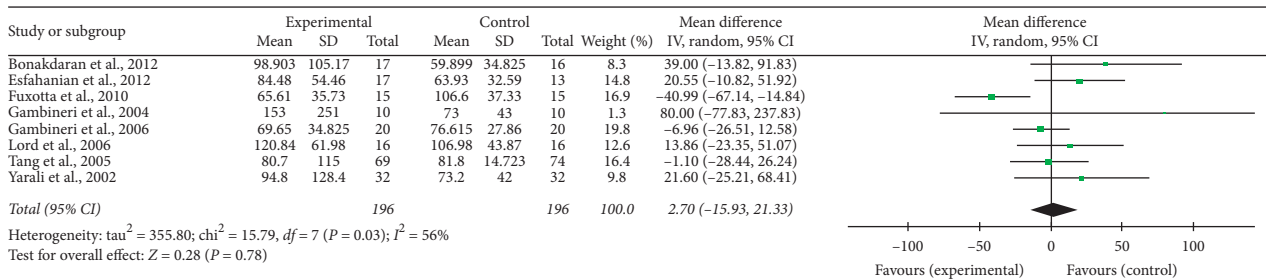 Study or subgroup Experimental Control Mean difference Mean difference
Mean SD Total Mean SD Total Weight (%) IV, random, 95% CI IV, random, 95% CI
Bonakdaran et al., 2012 98.903 105.17 17 59.899 34.825 16 8.3 39.00 (−13.82, 91.83)
Esfahanian et al., 2012 84.48 54.46 17 63.93 32.59 13 14.8 20.55 (−10.82, 51.92)
Fuxotta et al., 2010 65.61 35.73 15 106.6 37.33 15 16.9 −40.99 (−67.14, −14.84)
Gambineri et al., 2004 153 251 10 73 43 10 1.3 80.00 (−77.83, 237.83)
Gambineri et al., 2006 69.65 34.825 20 76.615 27.86 20 19.8 −6.96 (−26.51, 12.58)
Lord et al., 2006 120.84 61.98 16 106.98 43.87 16 12.6 13.86 (−23.35, 51.07)
Tang et al., 2005 80.7 115 69 81.8 14.723 74 16.4 −1.10 (−28.44, 26.24)
Yarali et al., 2002 94.8 128.4 32 73.2 42 32 9.8 21.60 (−25.21, 68.41)
Total (95% CI) 196 196 100.0 2.70 (−15.93, 21.33)
Heterogeneity: tau² = 355.80; chi² = 15.79, df = 7 (P = 0.03); I² = 56%
Test for overall effect: Z = 0.28 (P = 0.78)
−100 −50 0 50 100
Favours (experimental) Favours (control)